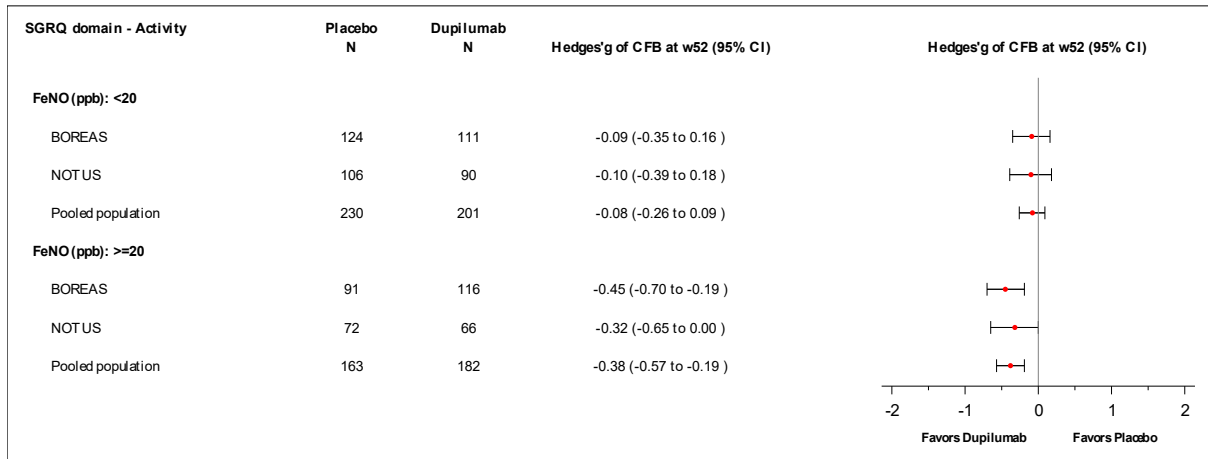 SGRQ domain - Activity Placebo N Dupilumab N Hedges'g of CFB at w52 (95% CI) Hedges'g of CFB at w52 (95% CI)
FeNO (ppb): <20
BOREAS 124 111 -0.09 (-0.35 to 0.16 )
NOTUS 106 90 -0.10 (-0.39 to 0.18 )
Pooled population 230 201 -0.08 (-0.26 to 0.09 )
FeNO (ppb): >=20
BOREAS 91 116 -0.45 (-0.70 to -0.19 )
NOTUS 72 66 -0.32 (-0.65 to 0.00 )
Pooled population 163 182 -0.38 (-0.57 to -0.19 )
-2 -1 0 1 2
Favors Dupilumab Favors Placebo